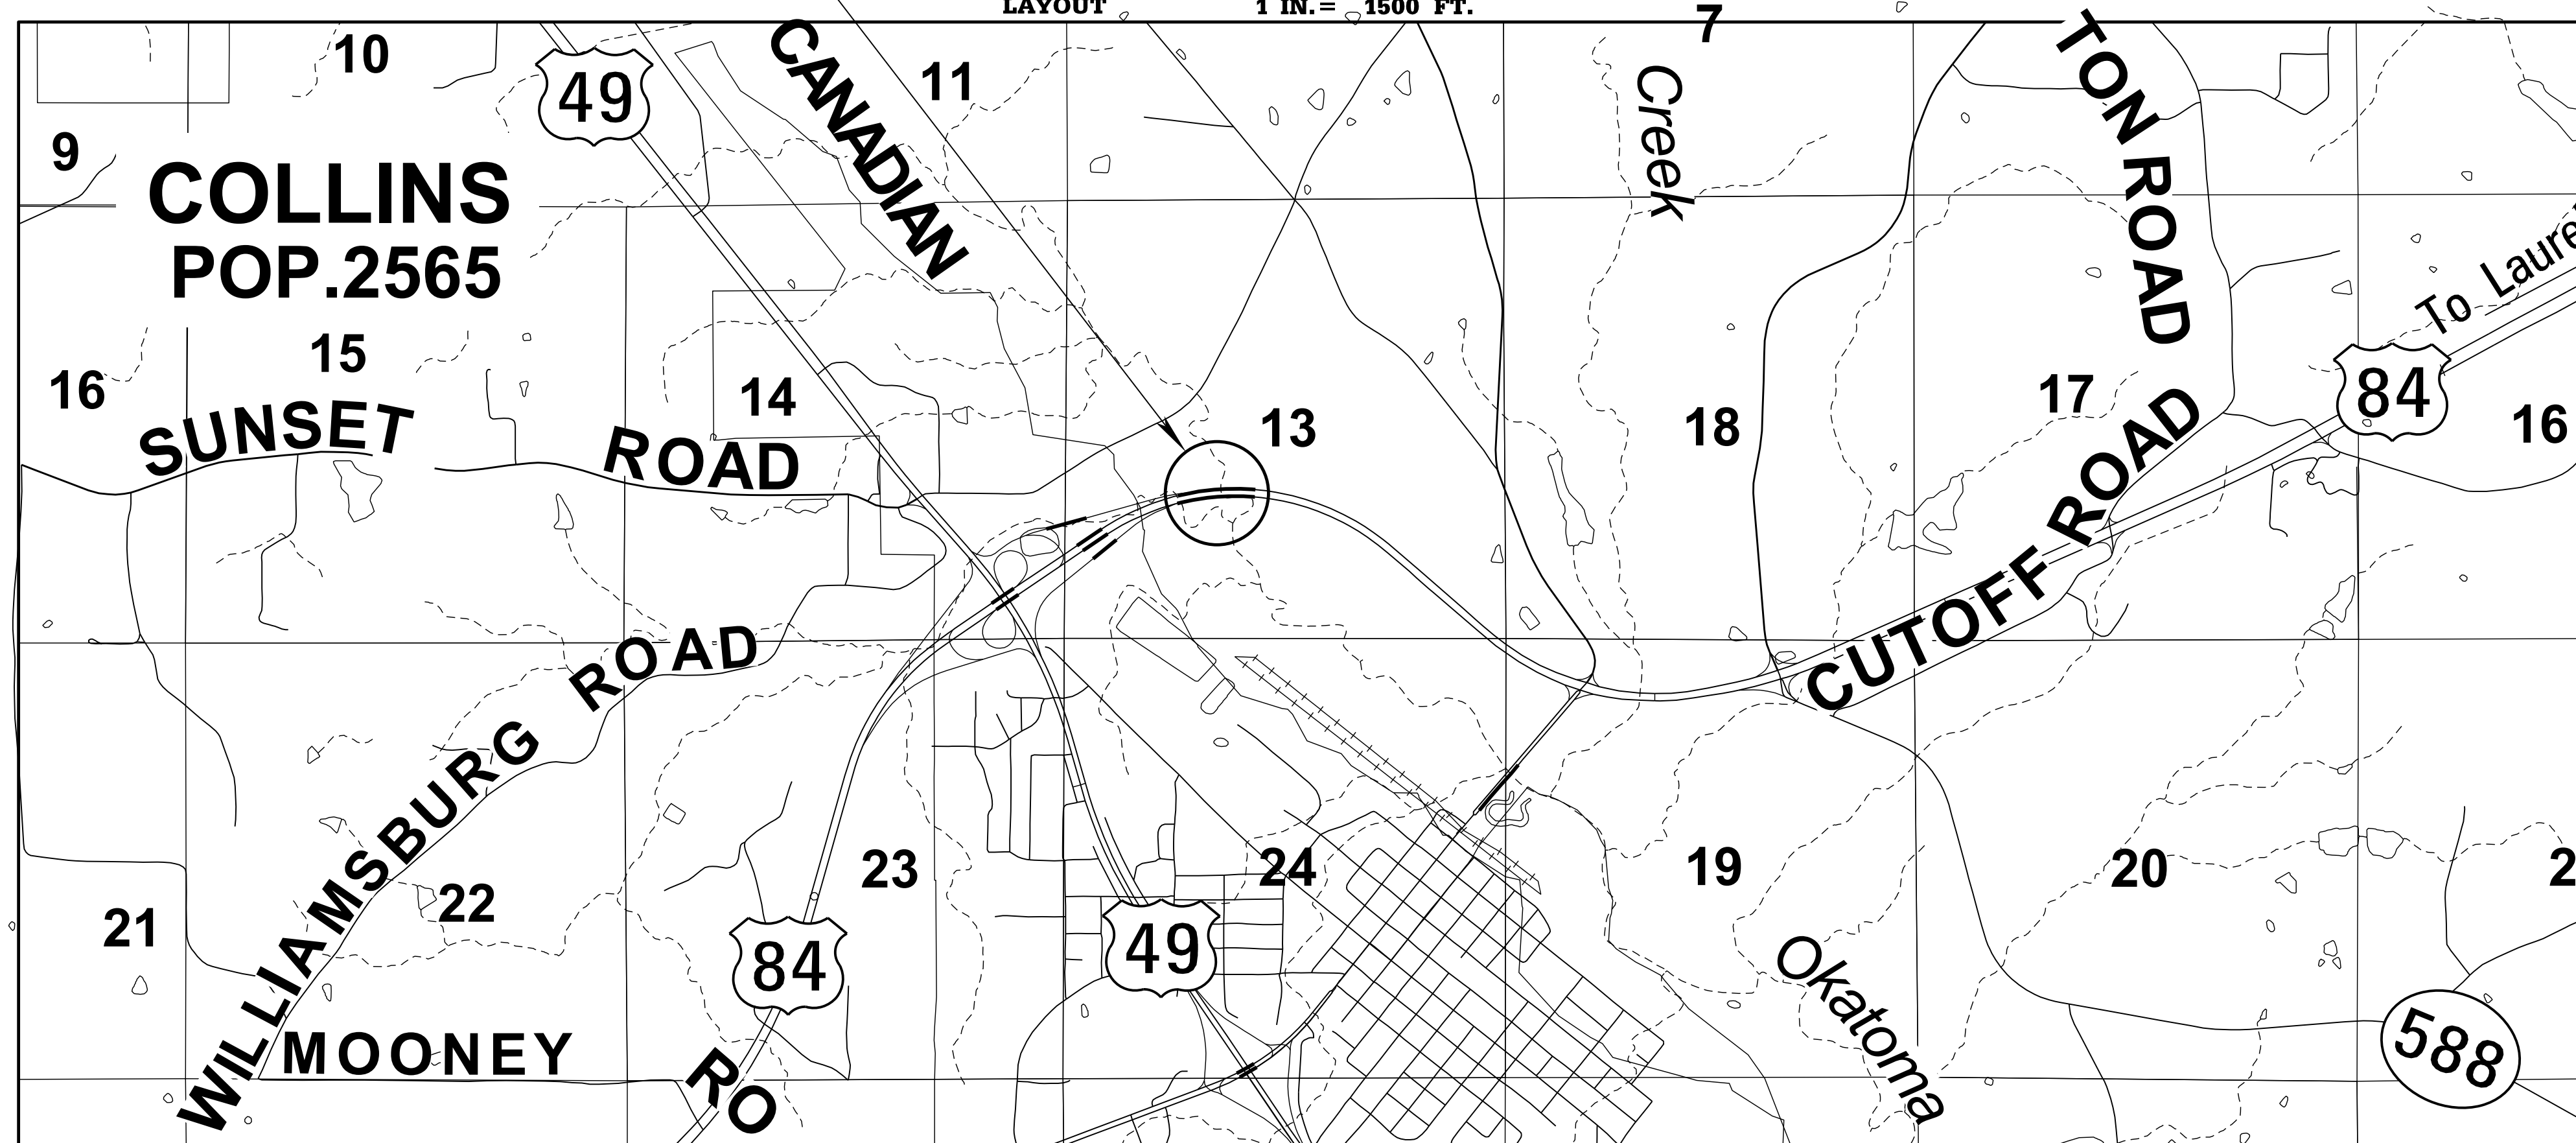 LAYOUT 1 IN.= 1500 FT.
7
10
49
CANADIAN
11
Creek
TON ROAD
9
COLLINS
POP.2565
To Laure
15
16
14
13
18
17
84
16
SUNSET ROAD
CUTOFF ROAD
WILLIAMSBURG ROAD
23
24
19
20
2
22
21
84
49
Okatoma
588
MOONEY
RO